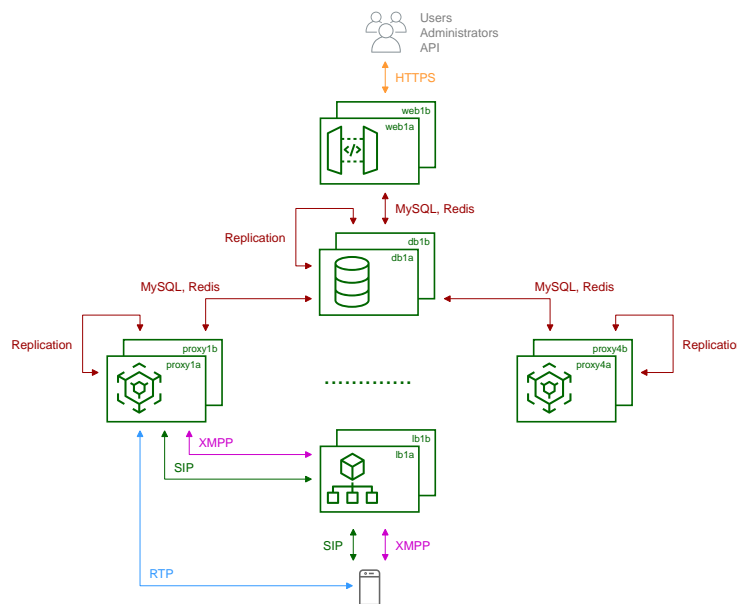 Users
Administrators
API
HTTPS
web1b
web1a
</>
MySQL, Redis
Replication
db1b
db1a
MySQL, Redis
MySQL, Redis
Replication
proxy1b
proxy1a
proxy4b
proxy4a
Replicatio
lb1b
lb1a
XMPP
SIP
SIP
XMPP
RTP